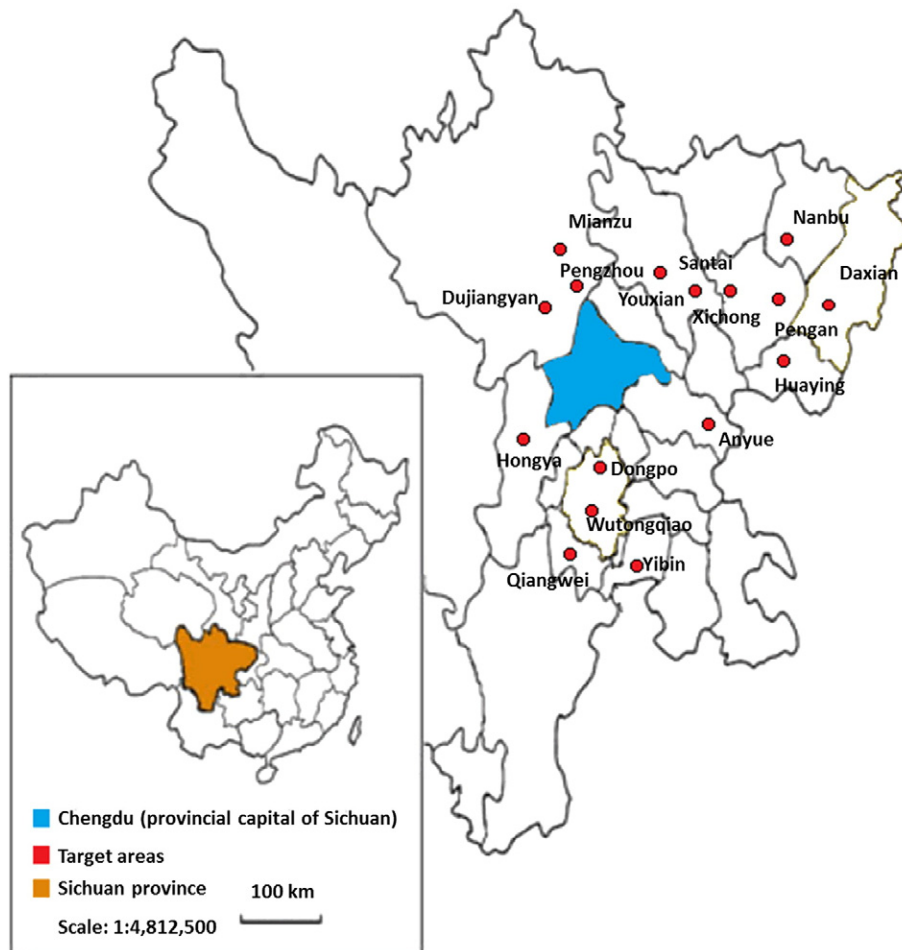 Mianzu
Nanbu
Pengzhou
Santai
Daxian
Dujiangyan
Youxian
Xichong
Pengan
Huaying
Anyue
Hongya
Dongpo
Wutongqiao
Qiangwei
Yibin
Chengdu (provincial capital of Sichuan)
Target areas
Sichuan province
100 km
Scale: 1:4,812,500